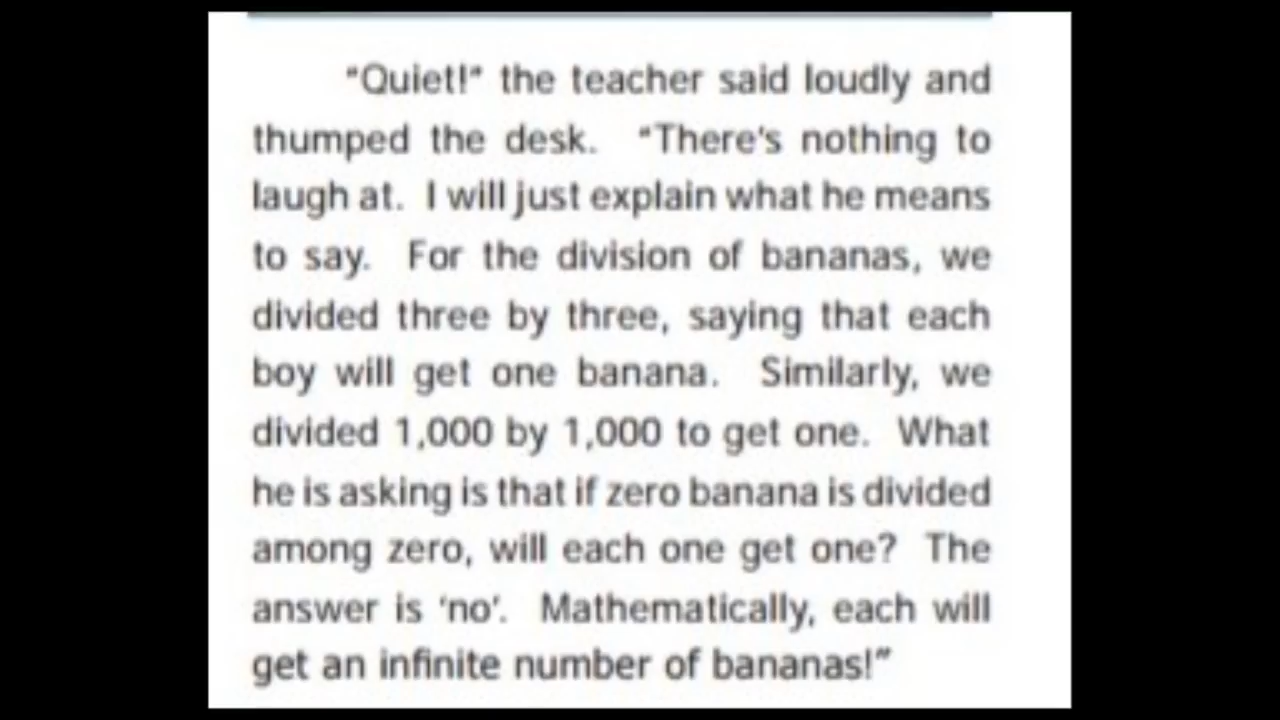 "Quiet!" the teacher said loudly and
thumped the desk. "There's nothing to
laugh at. I will just explain what he means
to say. For the division of bananas, we
divided three by three, saying that each
boy will get one banana. Similarly, we
divided 1,000 by 1,000 to get one. What
he is asking is that if zero banana is divided
among zero, will each one get one? The
answer is 'no'. Mathematically, each will
get an infinite number of bananas!"